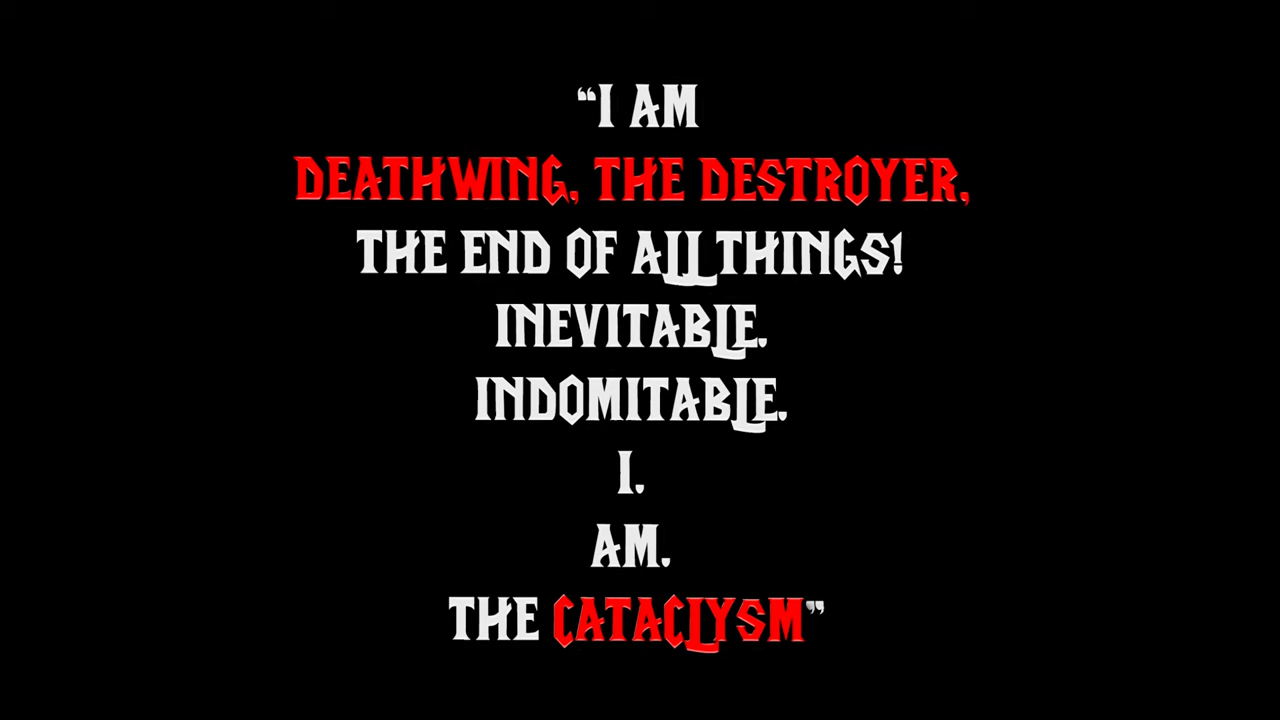 “I AM
DEATHWING, THE DESTROYER,
THE END OF ALL THINGS!
INEVITABLE.
INDOMITABLE.
I.
AM.
THE CATACLYSM”